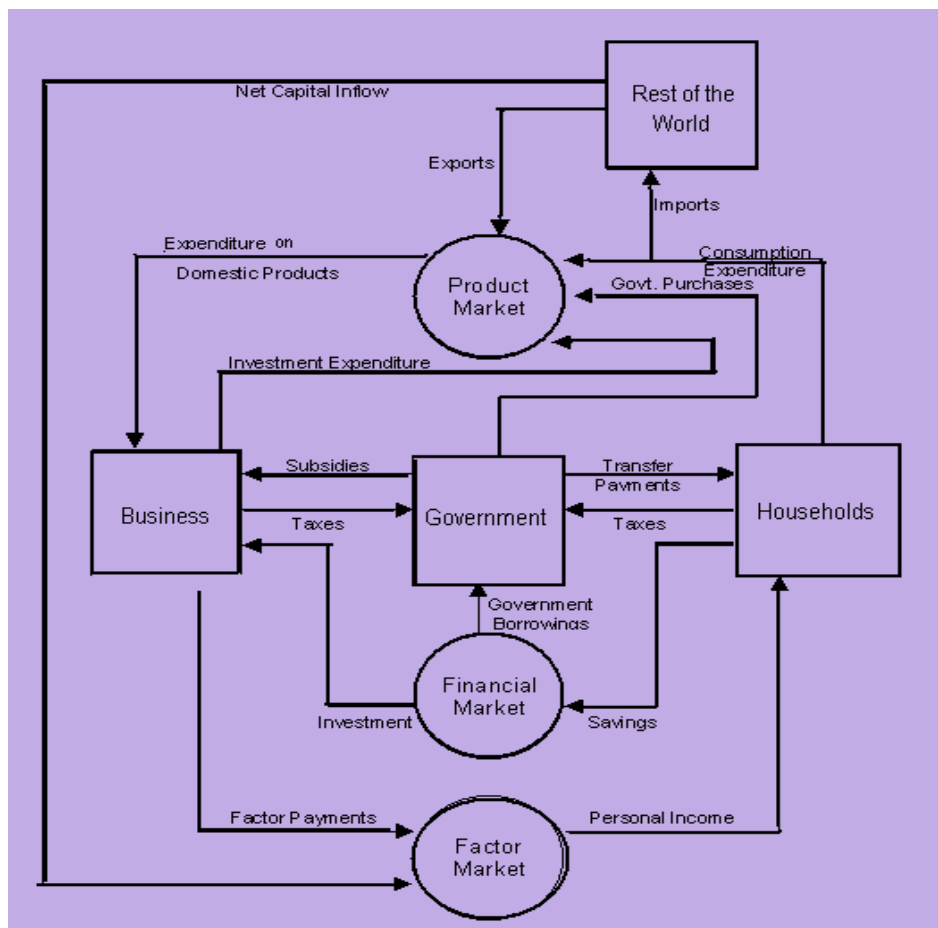 Rest of the
World
Net Capital Inflow
Exports
Imports
Expenditure on
Domestic Products
Consumption
Expenditure
Product
Market
Govt. Purchases
Investment Expenditure
Business
Subsidies
Taxes
Government
Transfer
Payments
Taxes
Households
Government
Borrowings
Financial
Market
Investment
Savings
Factor Payments
Personal Income
Factor
Market